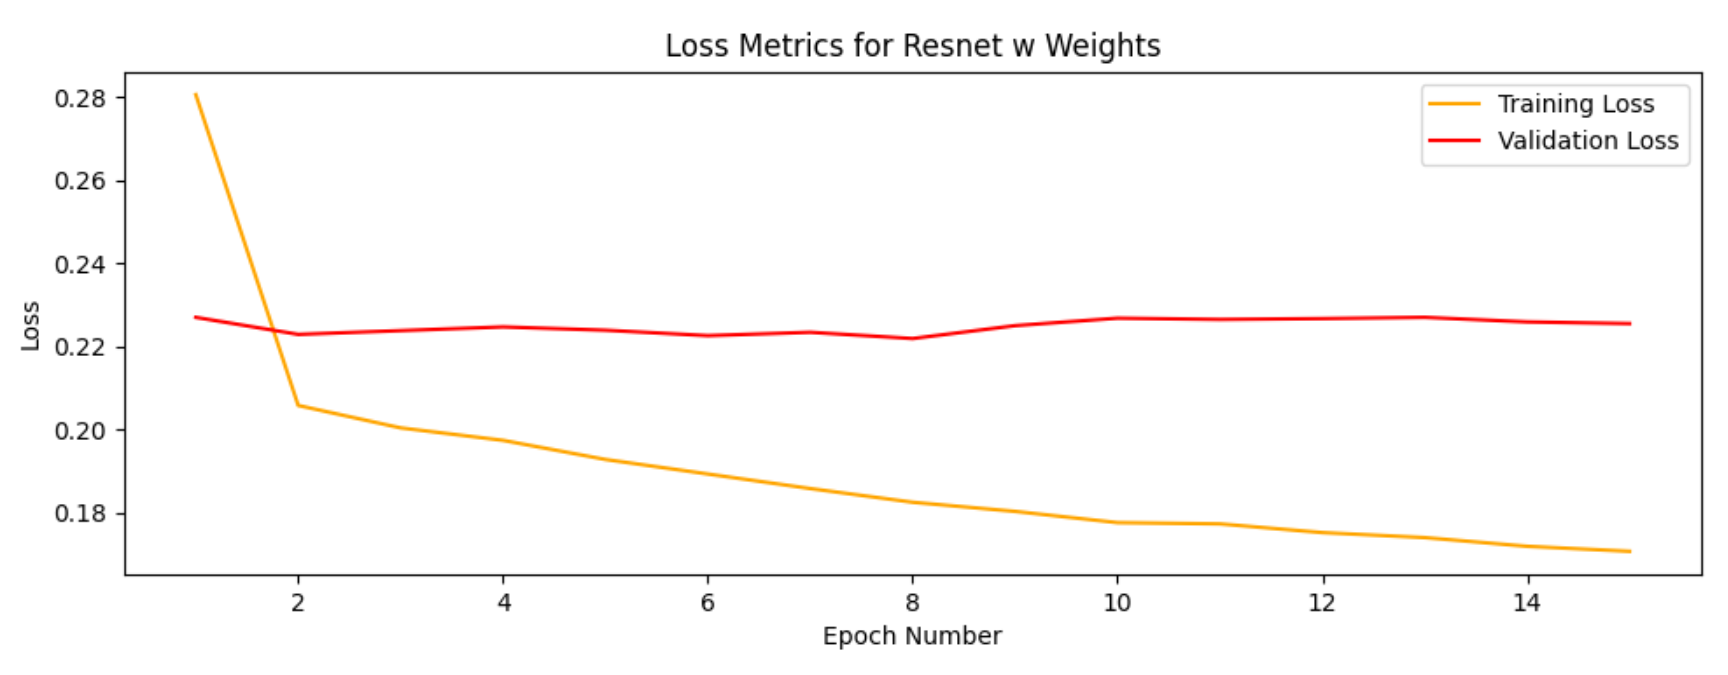 Loss Metrics for Resnet w Weights
Training Loss
Validation Loss
0.28
0.26
0.24
0.22
0.20
0.18
Loss
2 4 6 8 10 12 14
Epoch Number